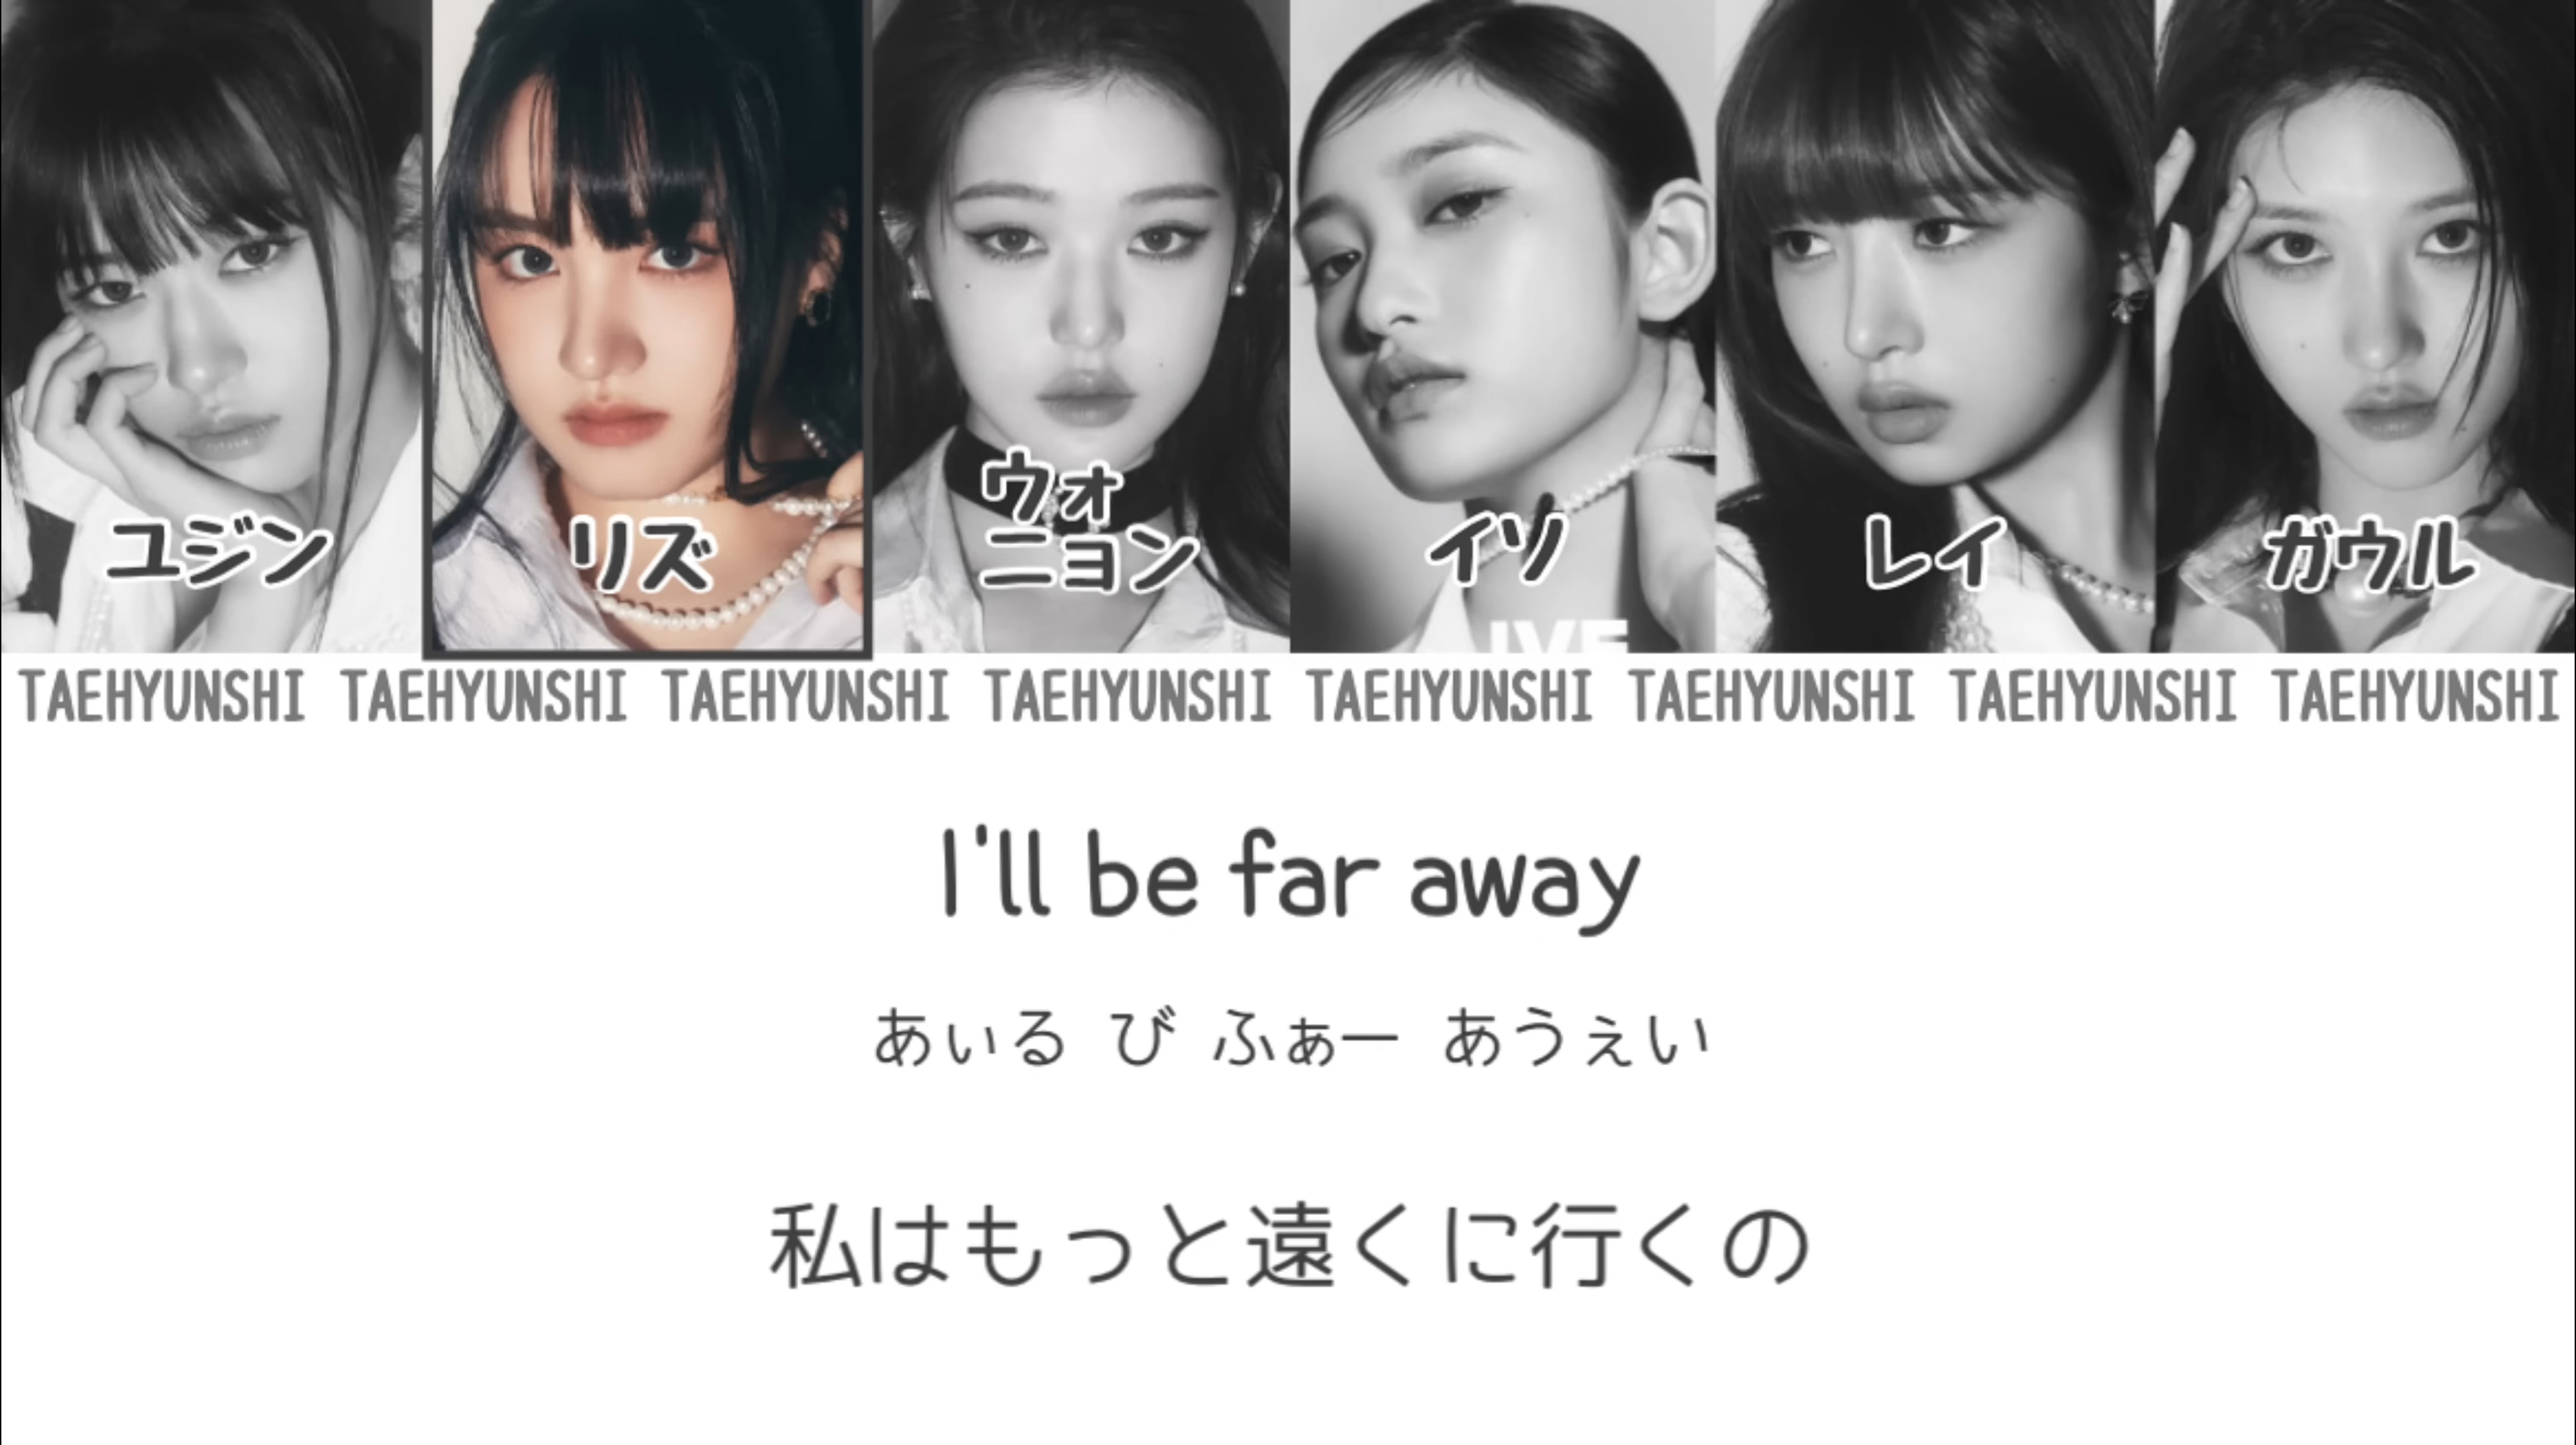 ユジン
リズ
ウォ
ニョン
イソ
レイ
ガウル
IVE
TAEHYUNSHI TAEHYUNSHI TAEHYUNSHI TAEHYUNSHI TAEHYUNSHI TAEHYUNSHI TAEHYUNSHI TAEHYUNSHI
I'll be far away
あぃる び ふぁー あうぇい
私はもっと遠くに行くの